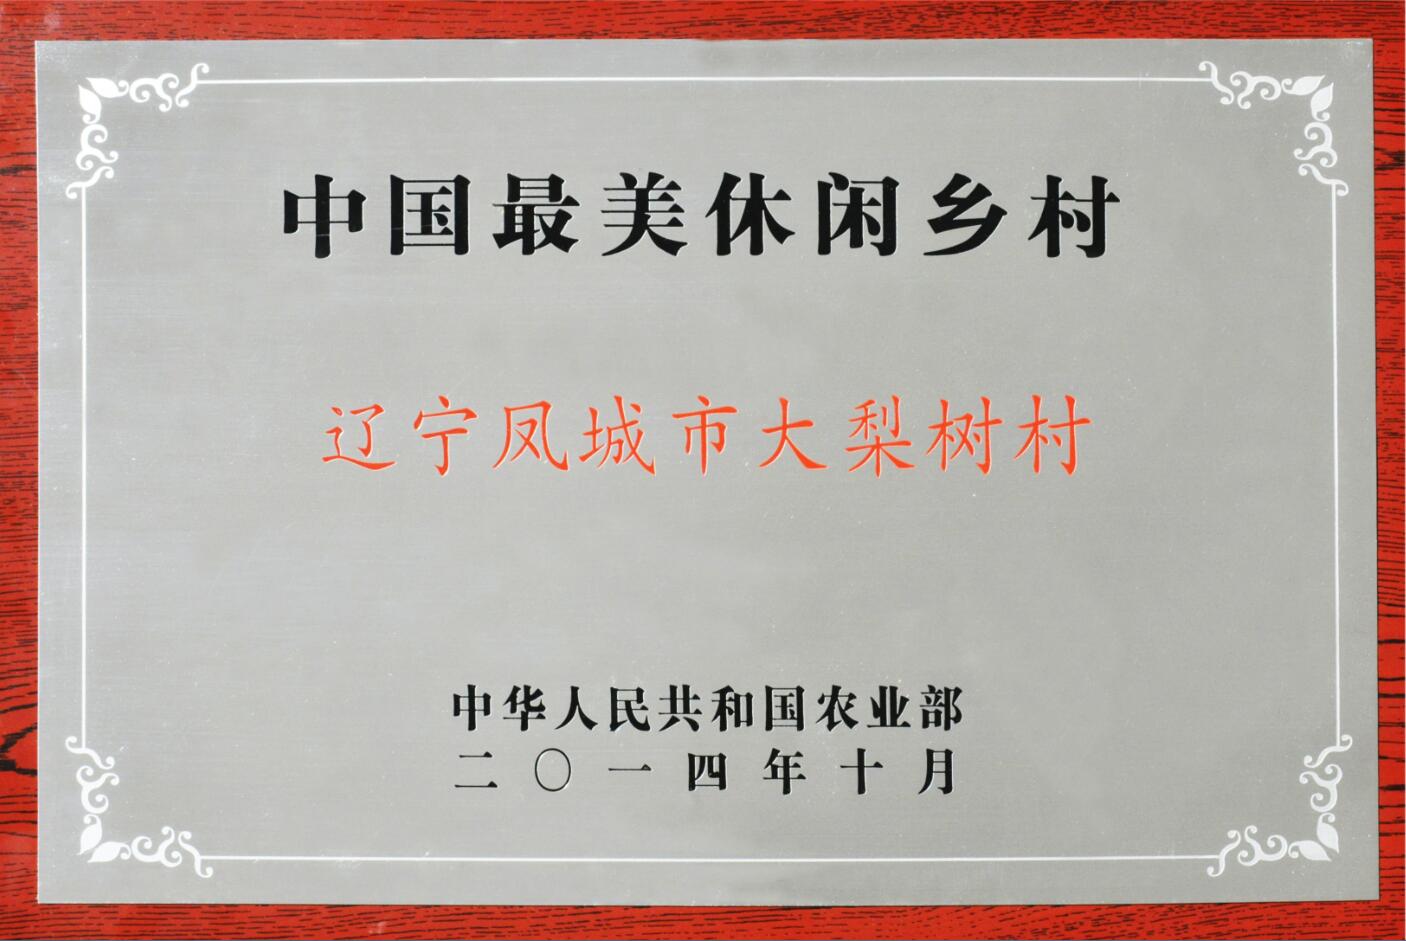 中国最美休闲乡村
辽宁凤城市大梨树村
中华人民共和国农业部
二〇一四年十月